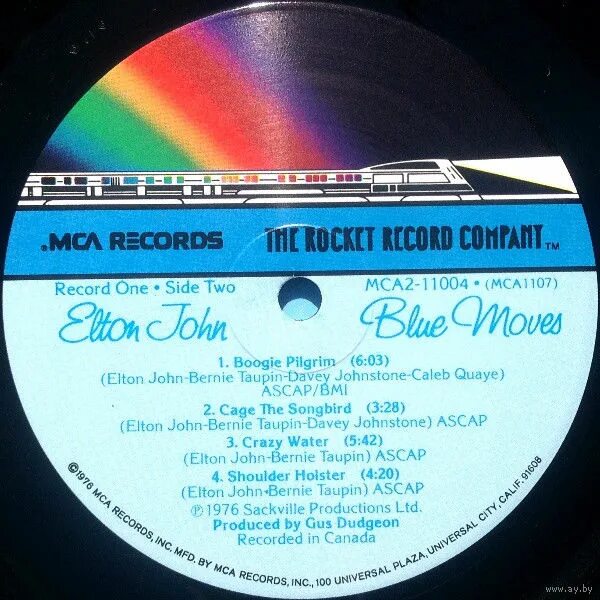 .MCA RECORDS THE ROCKET RECORD COMPANY TM
Record One • Side Two MCA2-11004 • (MCA1107)
Elton John Blue Moves
1. Boogie Pilgrim (6:03)
(Elton John-Bernie Taupin-Davey Johnstone-Caleb Quaye)
ASCAP/BMI
2. Cage The Songbird (3:28)
(Elton John-Bernie Taupin-Davey Johnstone) ASCAP
3. Crazy Water (5:42)
(Elton John-Bernie Taupin) ASCAP
4. Shoulder Holster (4:20)
(Elton John•Bernie Taupin) ASCAP
℗1976 Sackville Productions Ltd.
Produced by Gus Dudgeon
Recorded in Canada
©1976 MCA RECORDS, INC. MFD. BY MCA RECORDS, INC., 100 UNIVERSAL PLAZA, UNIVERSAL CITY, CALIF. 91608
www.ay.by